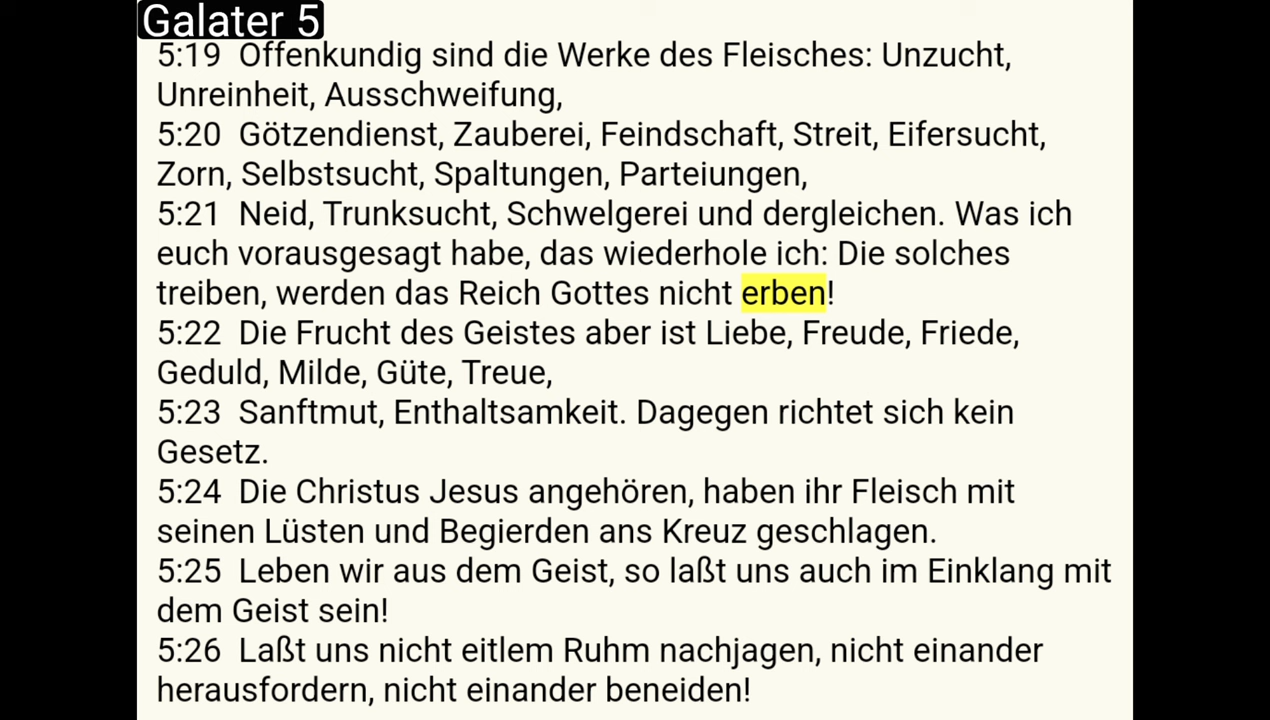 Galater 5
5:19 Offenkundig sind die Werke des Fleisches: Unzucht,
Unreinheit, Ausschweifung,
5:20 Götzendienst, Zauberei, Feindschaft, Streit, Eifersucht,
Zorn, Selbstsucht, Spaltungen, Parteiungen,
5:21 Neid, Trunksucht, Schwelgerei und dergleichen. Was ich
euch vorausgesagt habe, das wiederhole ich: Die solches
treiben, werden das Reich Gottes nicht erben!
5:22 Die Frucht des Geistes aber ist Liebe, Freude, Friede,
Geduld, Milde, Güte, Treue,
5:23 Sanftmut, Enthaltsamkeit. Dagegen richtet sich kein
Gesetz.
5:24 Die Christus Jesus angehören, haben ihr Fleisch mit
seinen Lüsten und Begierden ans Kreuz geschlagen.
5:25 Leben wir aus dem Geist, so laßt uns auch im Einklang mit
dem Geist sein!
5:26 Laßt uns nicht eitlem Ruhm nachjagen, nicht einander
herausfordern, nicht einander beneiden!